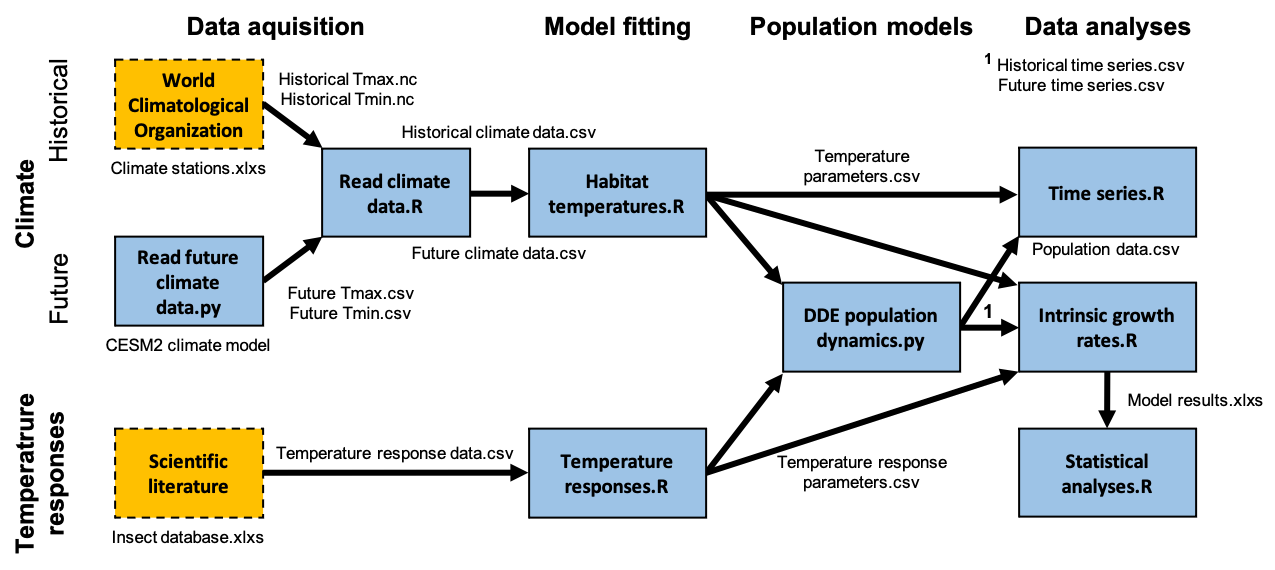 Data aquisition
Model fitting
Population models
Data analyses
Climate
Historical
Future
Temperatrure
responses
World
Climatological
Organization
Climate stations.xlxs
Historical Tmax.nc
Historical Tmin.nc
Read future
climate
data.py
CESM2 climate model
Future Tmax.csv
Future Tmin.csv
Read climate
data.R
Historical climate data.csv
Future climate data.csv
Habitat
temperatures.R
Temperature
parameters.csv
1 Historical time series.csv
Future time series.csv
Time series.R
Population data.csv
DDE population
dynamics.py
1
Intrinsic growth
rates.R
Model results.xlxs
Scientific
literature
Insect database.xlxs
Temperature response data.csv
Temperature
responses.R
Temperature response
parameters.csv
Statistical
analyses.R